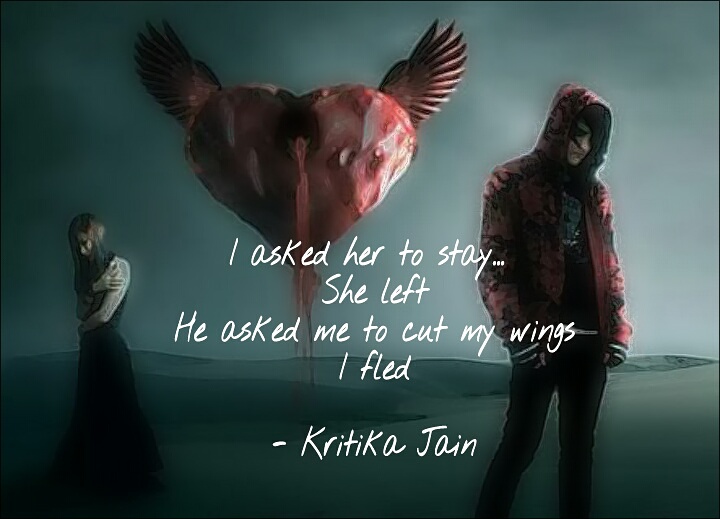 I asked her to stay...
She left
He asked me to cut my wings
I fled
- Kritika Jain